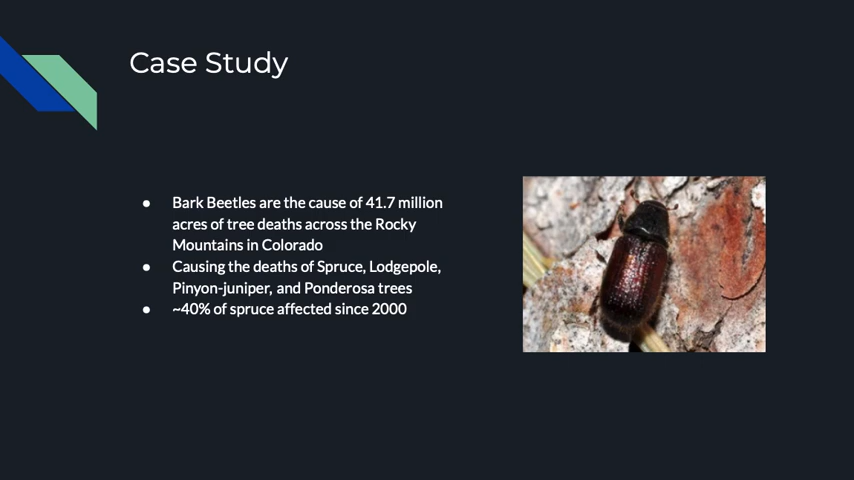 Case Study
● Bark Beetles are the cause of 41.7 million
acres of tree deaths across the Rocky
Mountains in Colorado
● Causing the deaths of Spruce, Lodgepole,
Pinyon-juniper, and Ponderosa trees
● ~40% of spruce affected since 2000